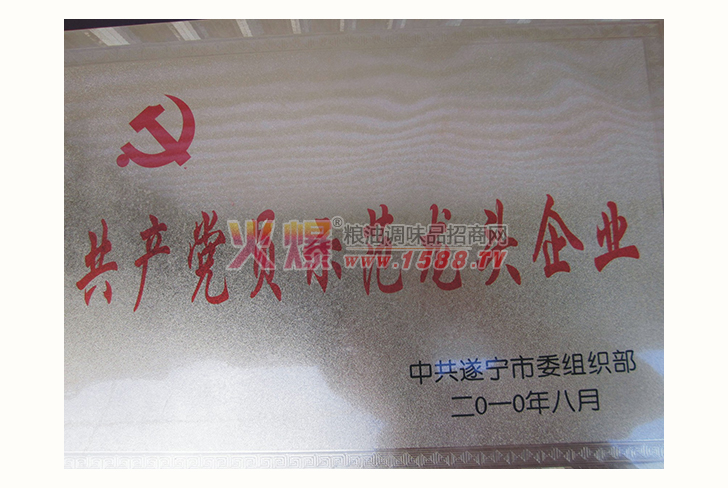 共产党员示范龙头企业
火爆®粮油调味品招商网
www.1588.TV
中共遂宁市委组织部
二0一0年八月